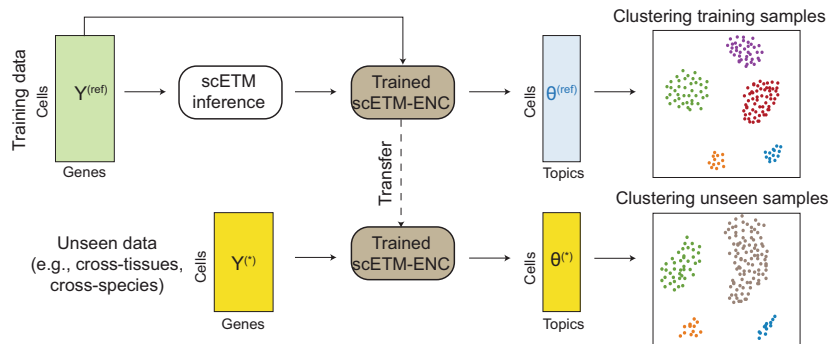 Clustering training samples
Training data
Cells
Y(ref)
Genes
scETM
inference
Trained
scETM-ENC
Cells
θ(ref)
Topics
Transfer
Clustering unseen samples
Unseen data
(e.g., cross-tissues,
cross-species)
Cells
Y(*)
Genes
Trained
scETM-ENC
Cells
θ(*)
Topics